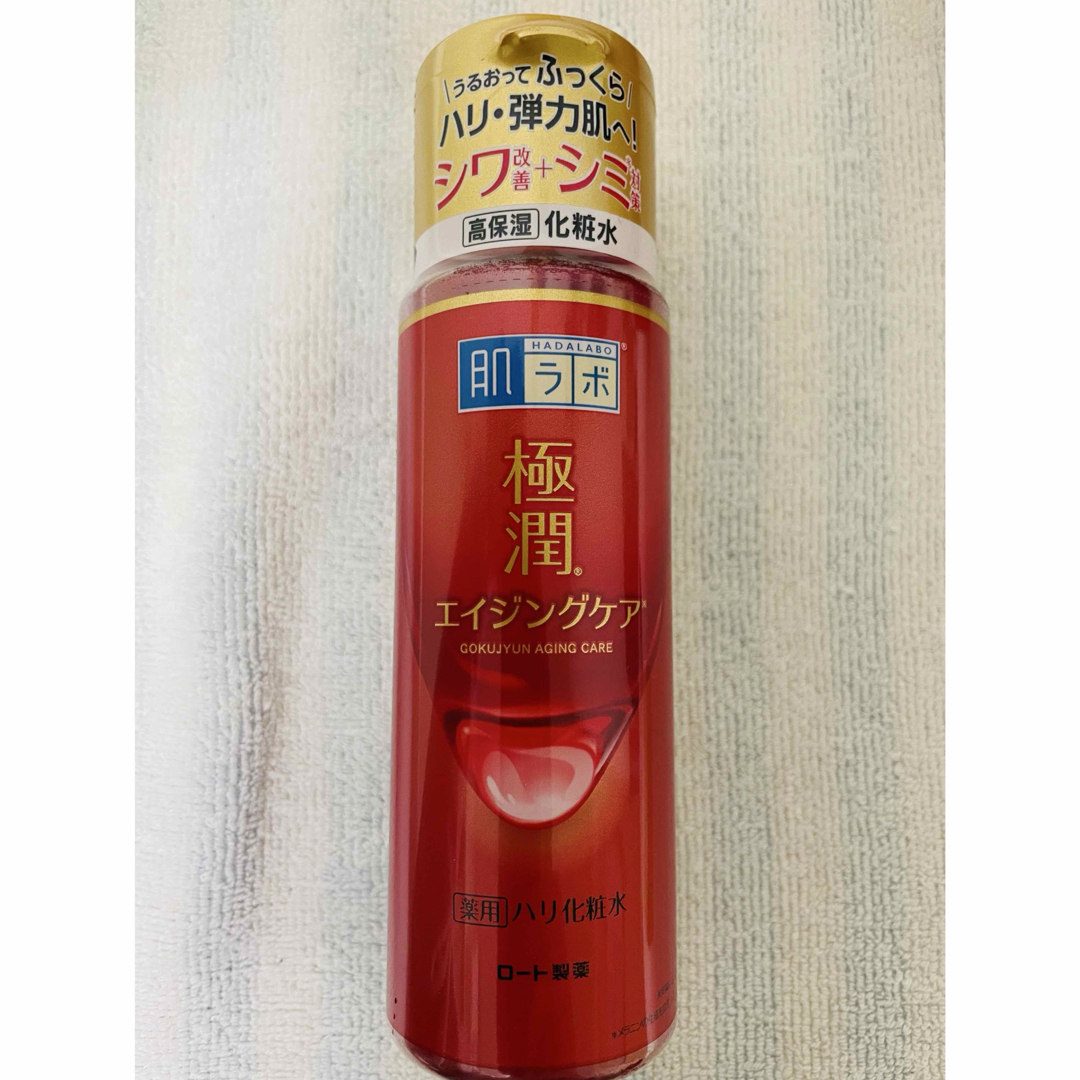 \うるおってふっくら/
ハリ・弾力肌へ!
シワ改善+シミ*対策
高保湿 化粧水
HADALABO
肌ラボ®
極
潤®
エイジングケア※
GOKUJYUN AGING CARE
薬用 ハリ化粧水
ロート製薬